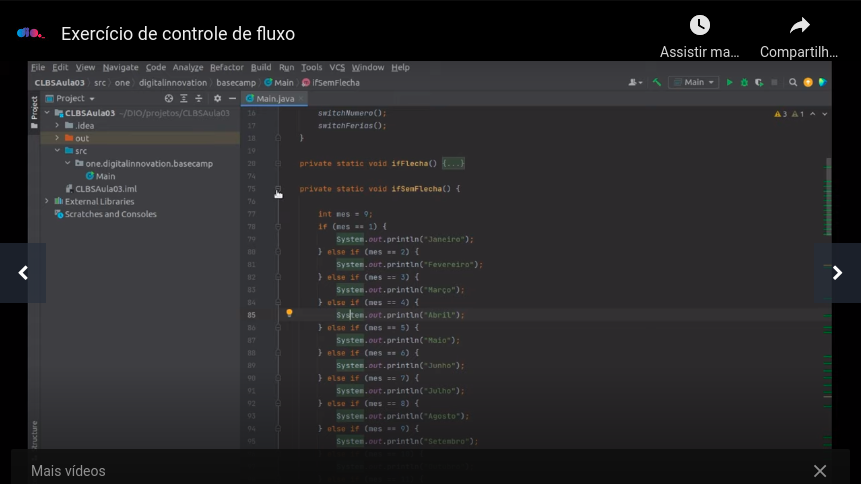 dio.
Exercício de controle de fluxo
Assistir ma...
Compartilh...
File Edit View Navigate Code Analyze Refactor Build Run Tools VCS Window Help
CLBSAula03 src one digitalinnovation basecamp Main ifSemFlecha Main
Project
Project
Main.java
CLBSAula03 ~/DIO/projetos/CLBSAula03
.idea
out
src
one.digitalinnovation.basecamp
Main
CLBSAula03.iml
External Libraries
Scratches and Consoles
3 1
16 switchNumero();
17 switchFerias();
18 }
20 private static void ifFlecha() {...}
74
75 private static void ifSemFlecha() {
76
77 int mes = 9;
78 if (mes == 1) {
79 System.out.println("Janeiro");
80 } else if (mes == 2) {
81 System.out.println("Fevereiro");
82 } else if (mes == 3) {
83 System.out.println("Março");
84 } else if (mes == 4) {
85 System.out.println("Abril");
86 } else if (mes == 5) {
87 System.out.println("Maio");
88 } else if (mes == 6) {
89 System.out.println("Junho");
90 } else if (mes == 7) {
91 System.out.println("Julho");
92 } else if (mes == 8) {
93 System.out.println("Agosto");
94 } else if (mes == 9) {
95 System.out.println("Setembro");
Mais vídeos